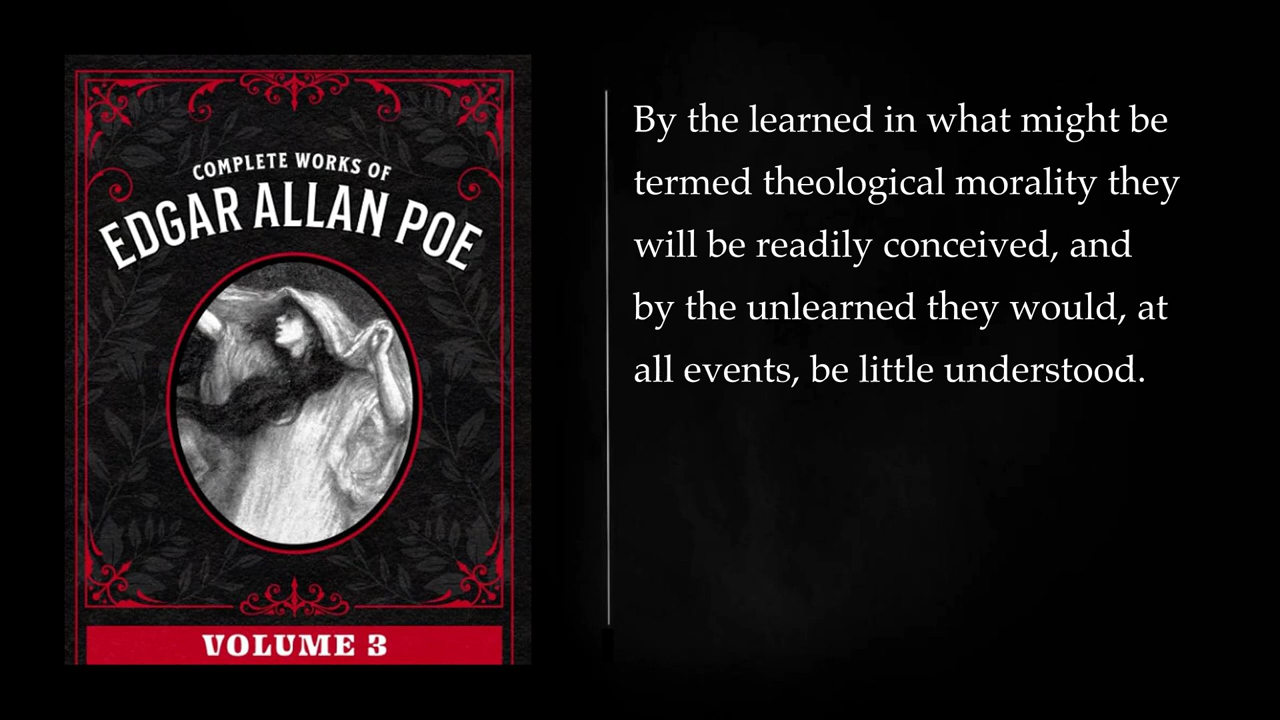 COMPLETE WORKS OF
EDGAR ALLAN POE
VOLUME 3
By the learned in what might be
termed theological morality they
will be readily conceived, and
by the unlearned they would, at
all events, be little understood.